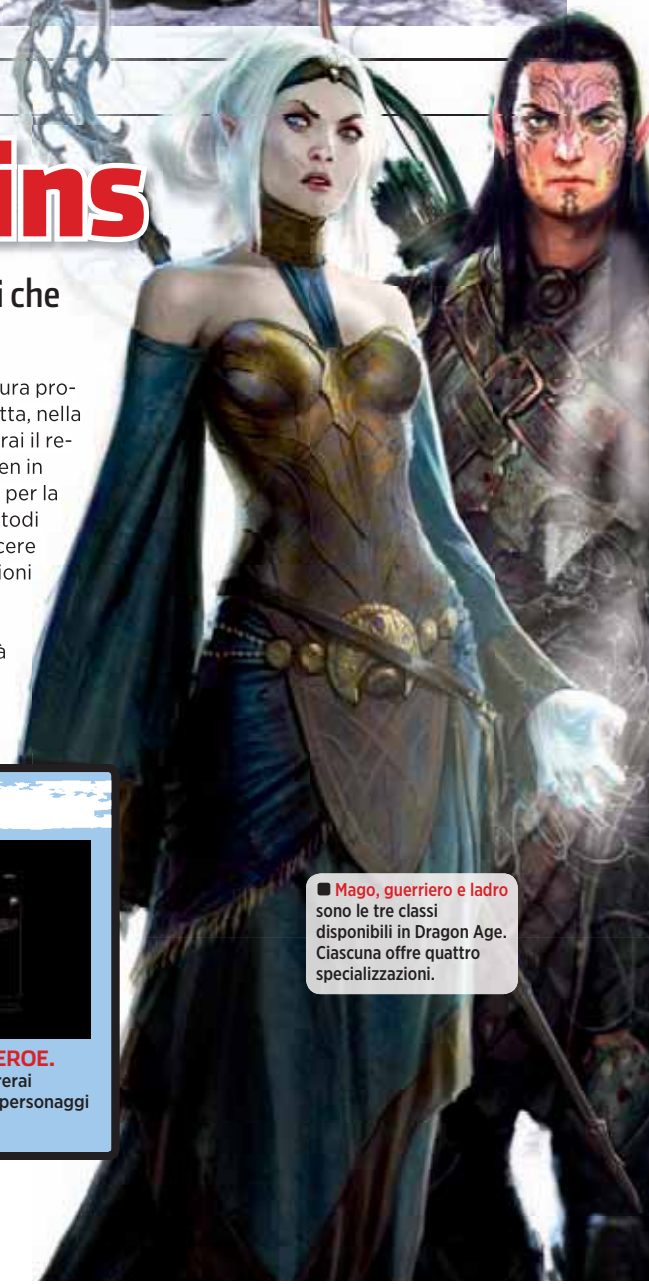 ins
i che
ura pro-
tta, nella
rai il re-
en in
per la
todi
cere
ioni
à
EROE.
rerai
personaggi
■ Mago, guerriero e ladro
sono le tre classi
disponibili in Dragon Age.
Ciascuna offre quattro
specializzazioni.